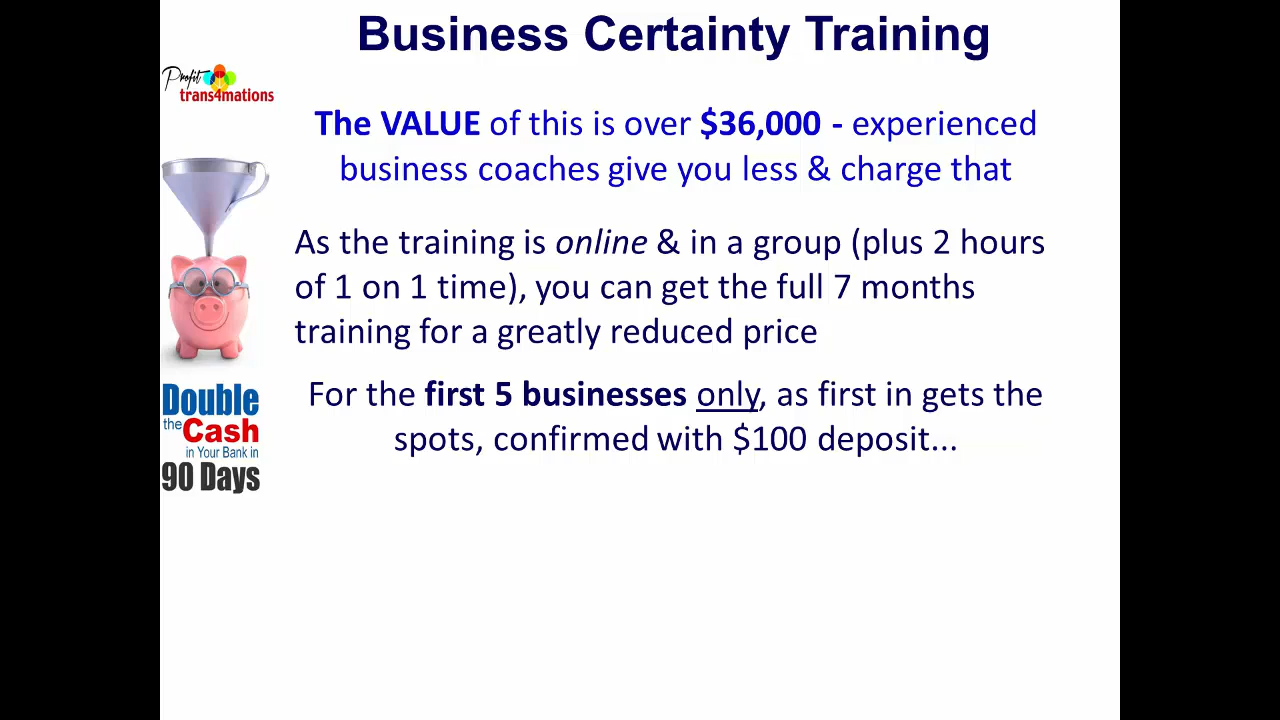 Business Certainty Training
Profit
trans4mations
The VALUE of this is over $36,000 - experienced
business coaches give you less & charge that
As the training is online & in a group (plus 2 hours
of 1 on 1 time), you can get the full 7 months
training for a greatly reduced price
For the first 5 businesses only, as first in gets the
spots, confirmed with $100 deposit...
Double
the Cash
in Your Bank in
90 Days